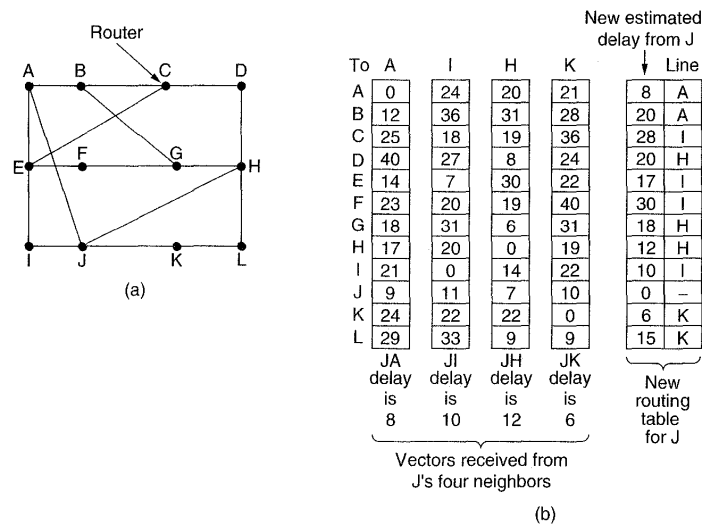 Router
A B C D
E F G H
I J K L
(a)
New estimated
delay from J
To A I H K Line
A 0 24 20 21 8 A
B 12 36 31 28 20 A
C 25 18 19 36 28 I
D 40 27 8 24 20 H
E 14 7 30 22 17 I
F 23 20 19 40 30 I
G 18 31 6 31 18 H
H 17 20 0 19 12 H
I 21 0 14 22 10 I
J 9 11 7 10 0 –
K 24 22 22 0 6 K
L 29 33 9 9 15 K
JA JI JH JK
delay delay delay delay
is is is is
8 10 12 6
New
routing
table
for J
Vectors received from
J's four neighbors
(b)